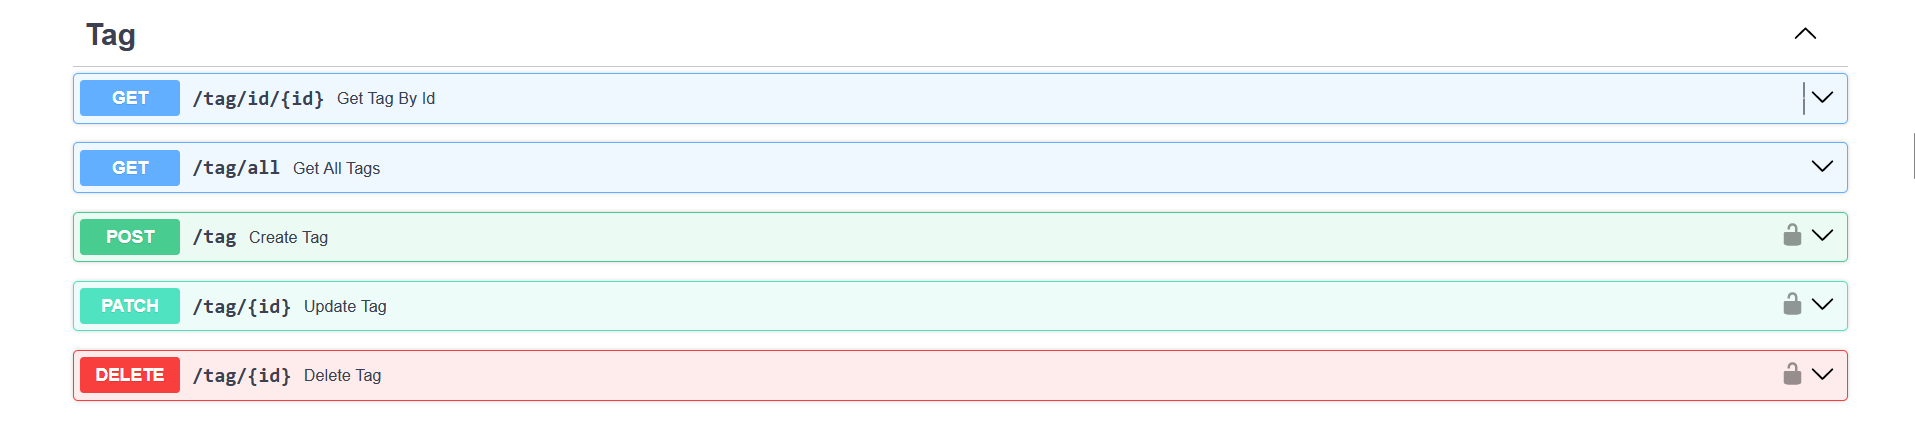 Tag
GET /tag/id/{id} Get Tag By Id
GET /tag/all Get All Tags
POST /tag Create Tag
PATCH /tag/{id} Update Tag
DELETE /tag/{id} Delete Tag